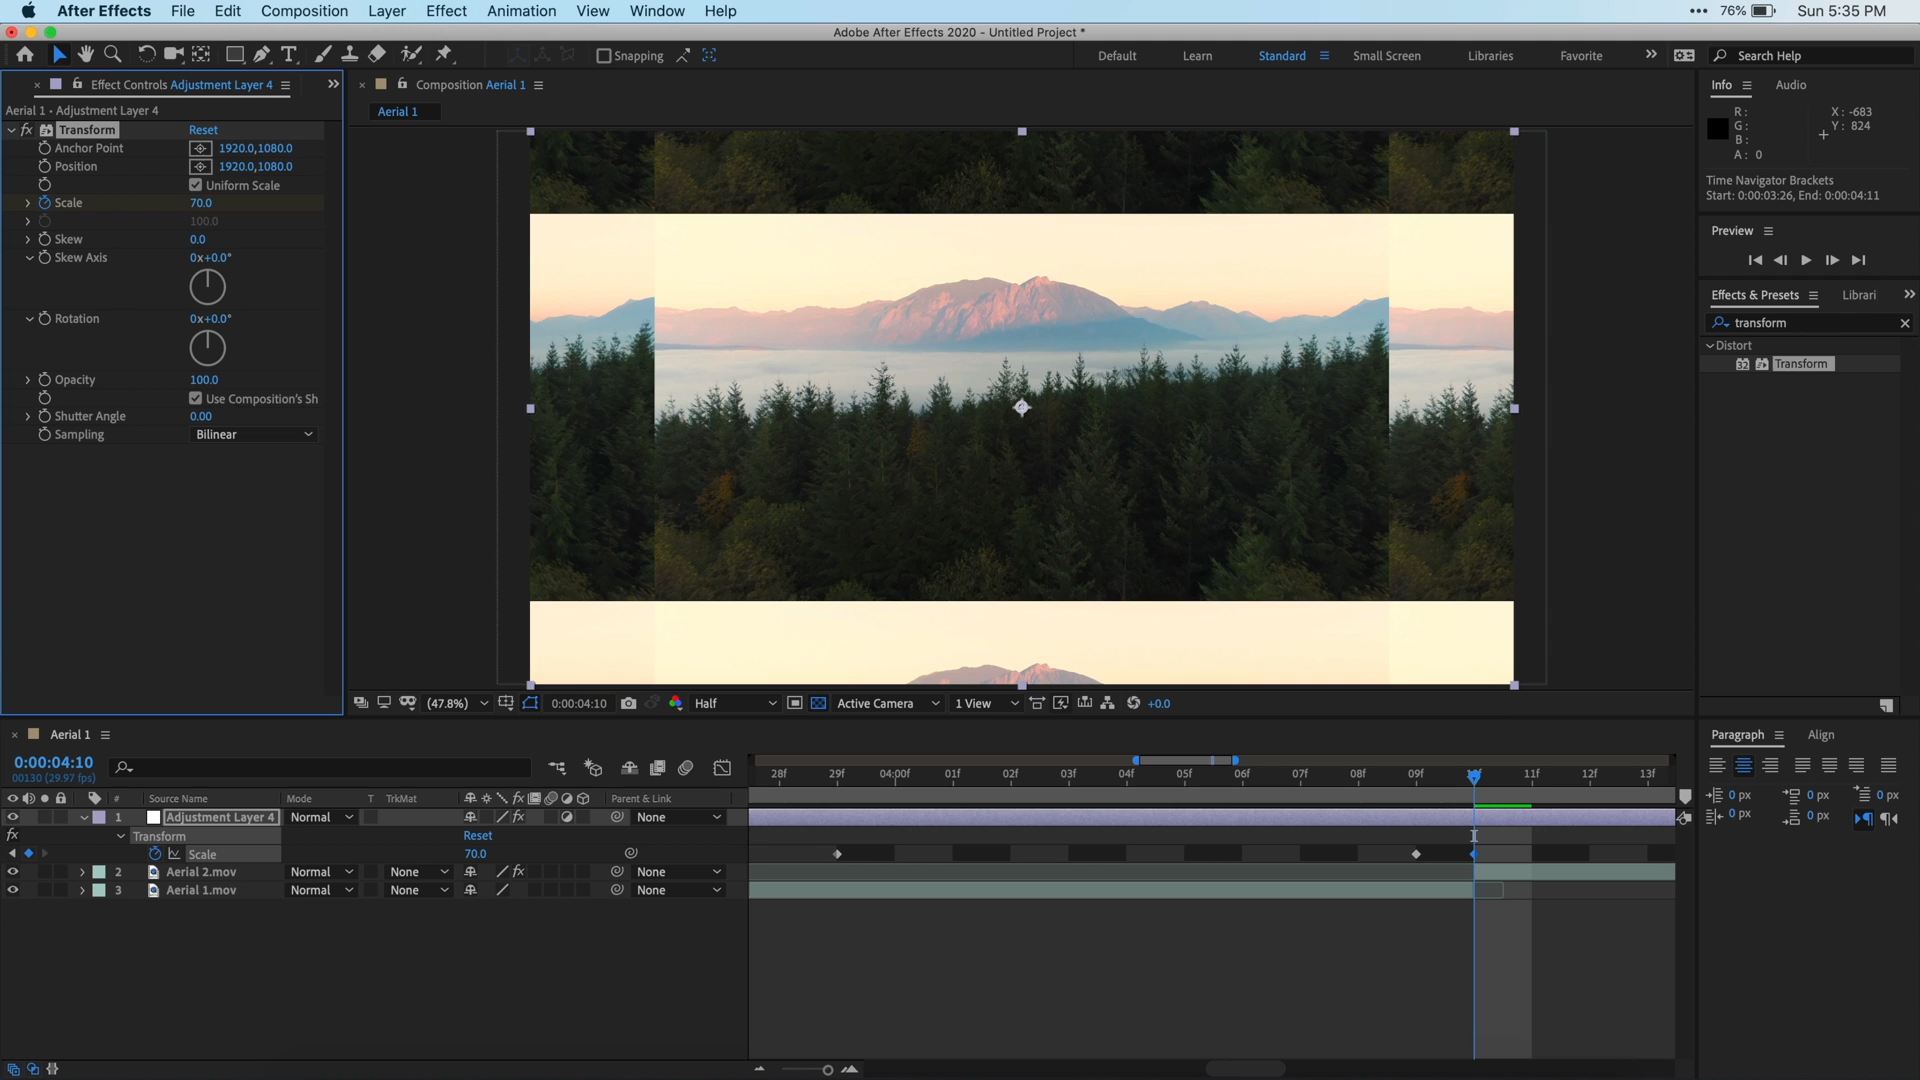 After Effects File Edit Composition Layer Effect Animation View Window Help 76% Sun 5:35 PM
Adobe After Effects 2020 - Untitled Project *
Snapping Default Learn Standard Small Screen Libraries Favorite Search Help
Effect Controls Adjustment Layer 4
Aerial 1 • Adjustment Layer 4
fx Transform Reset
Anchor Point 1920.0,1080.0
Position 1920.0,1080.0
Uniform Scale
Scale 70.0
100.0
Skew 0.0
Skew Axis 0x+0.0°
Rotation 0x+0.0°
Opacity 100.0
Use Composition's Sh
Shutter Angle 0.00
Sampling Bilinear
Composition Aerial 1
Aerial 1
(47.8%) 0:00:04:10 Half Active Camera 1 View +0.0
Info Audio
R : X : -683
G : Y : 824
B :
A : 0
Time Navigator Brackets
Start: 0:00:03:26, End: 0:00:04:11
Preview
Effects & Presets Librari
transform
Distort
32 Transform
Aerial 1
0:00:04:10
00130 (29.97 fps)
28f 29f 04:00f 01f 02f 03f 04f 05f 06f 07f 08f 09f 11f 12f 13f
# Source Name Mode T TrkMat fx Parent & Link
1 Adjustment Layer 4 Normal fx None
fx Transform Reset
Scale 70.0
2 Aerial 2.mov Normal None fx None
3 Aerial 1.mov Normal None None
Paragraph Align
0 px 0 px 0 px
0 px 0 px